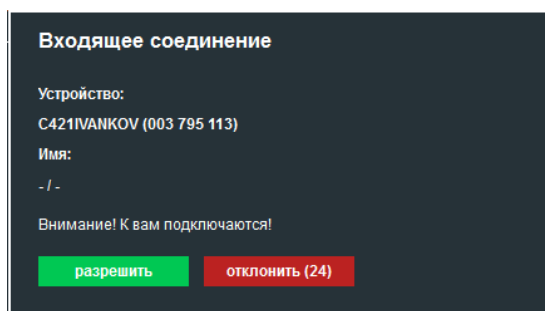 Входящее соединение
Устройство:
C421IVANKOV (003 795 113)
Имя:
- / -
Внимание! К вам подключаются!
разрешить
отклонить (24)